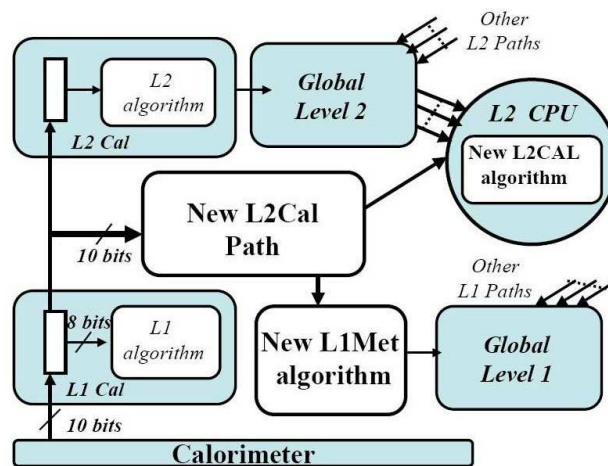 Other
L2 Paths
L2
algorithm
L2 Cal
Global
Level 2
L2 CPU
New L2CAL
algorithm
New L2Cal
Path
10 bits
Other
L1 Paths
8 bits
L1
algorithm
L1 Cal
New L1Met
algorithm
Global
Level 1
10 bits
Calorimeter